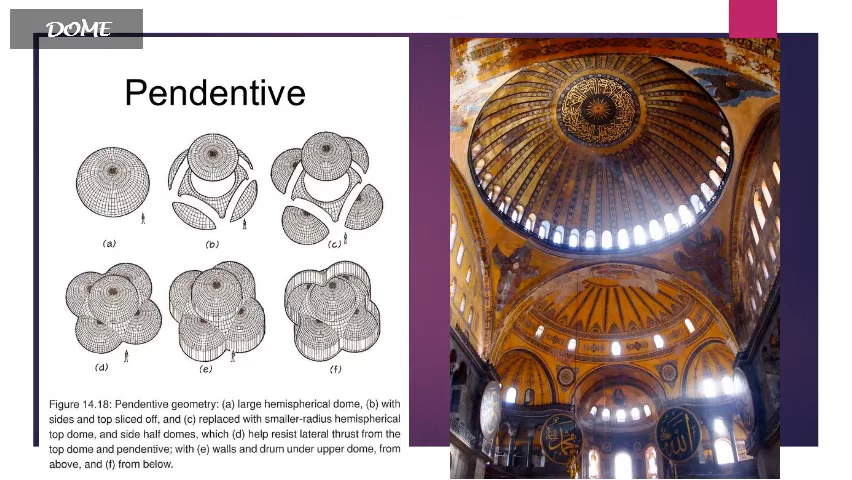 DOME
Pendentive
(a)
(b)
(c)
(d)
(e)
(f)
Figure 14.18: Pendentive geometry: (a) large hemispherical dome, (b) with
sides and top sliced off, and (c) replaced with smaller-radius hemispherical
top dome, and side half domes, which (d) help resist lateral thrust from the
top dome and pendentive; with (e) walls and drum under upper dome, from
above, and (f) from below.
الله
محمد